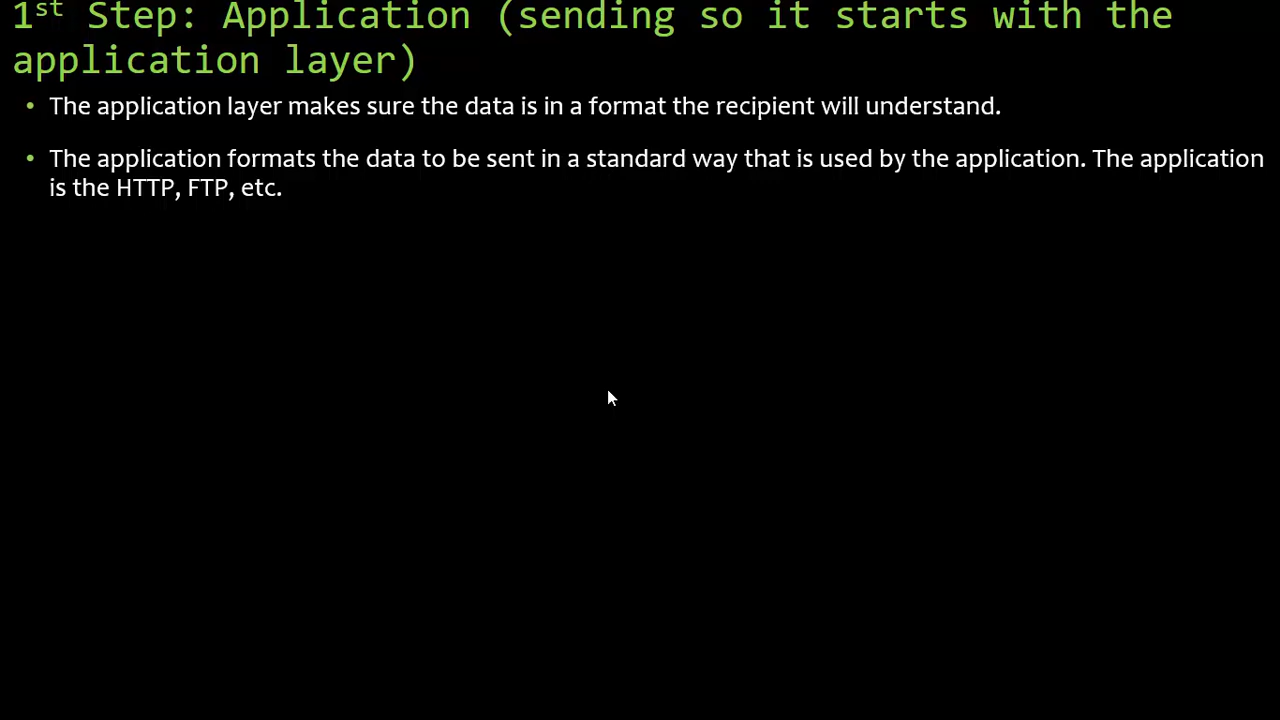 1st Step: Application (sending so it starts with the
application layer)
• The application layer makes sure the data is in a format the recipient will understand.
• The application formats the data to be sent in a standard way that is used by the application. The application
is the HTTP, FTP, etc.